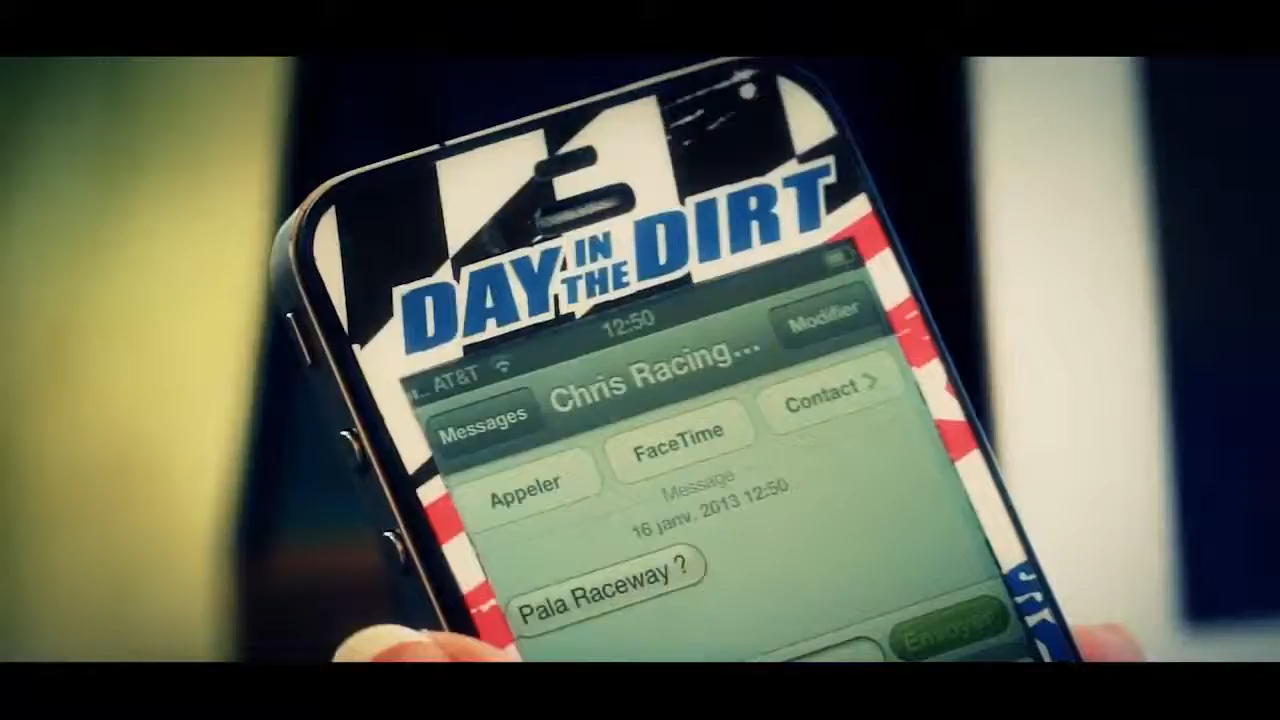 DAY IN THE DIRT
AT&T 12:50
Messages Chris Racing... Modifier
Appeler FaceTime Contact
Message
16 janv. 2013 12:50
Pala Raceway ?
Envoyer